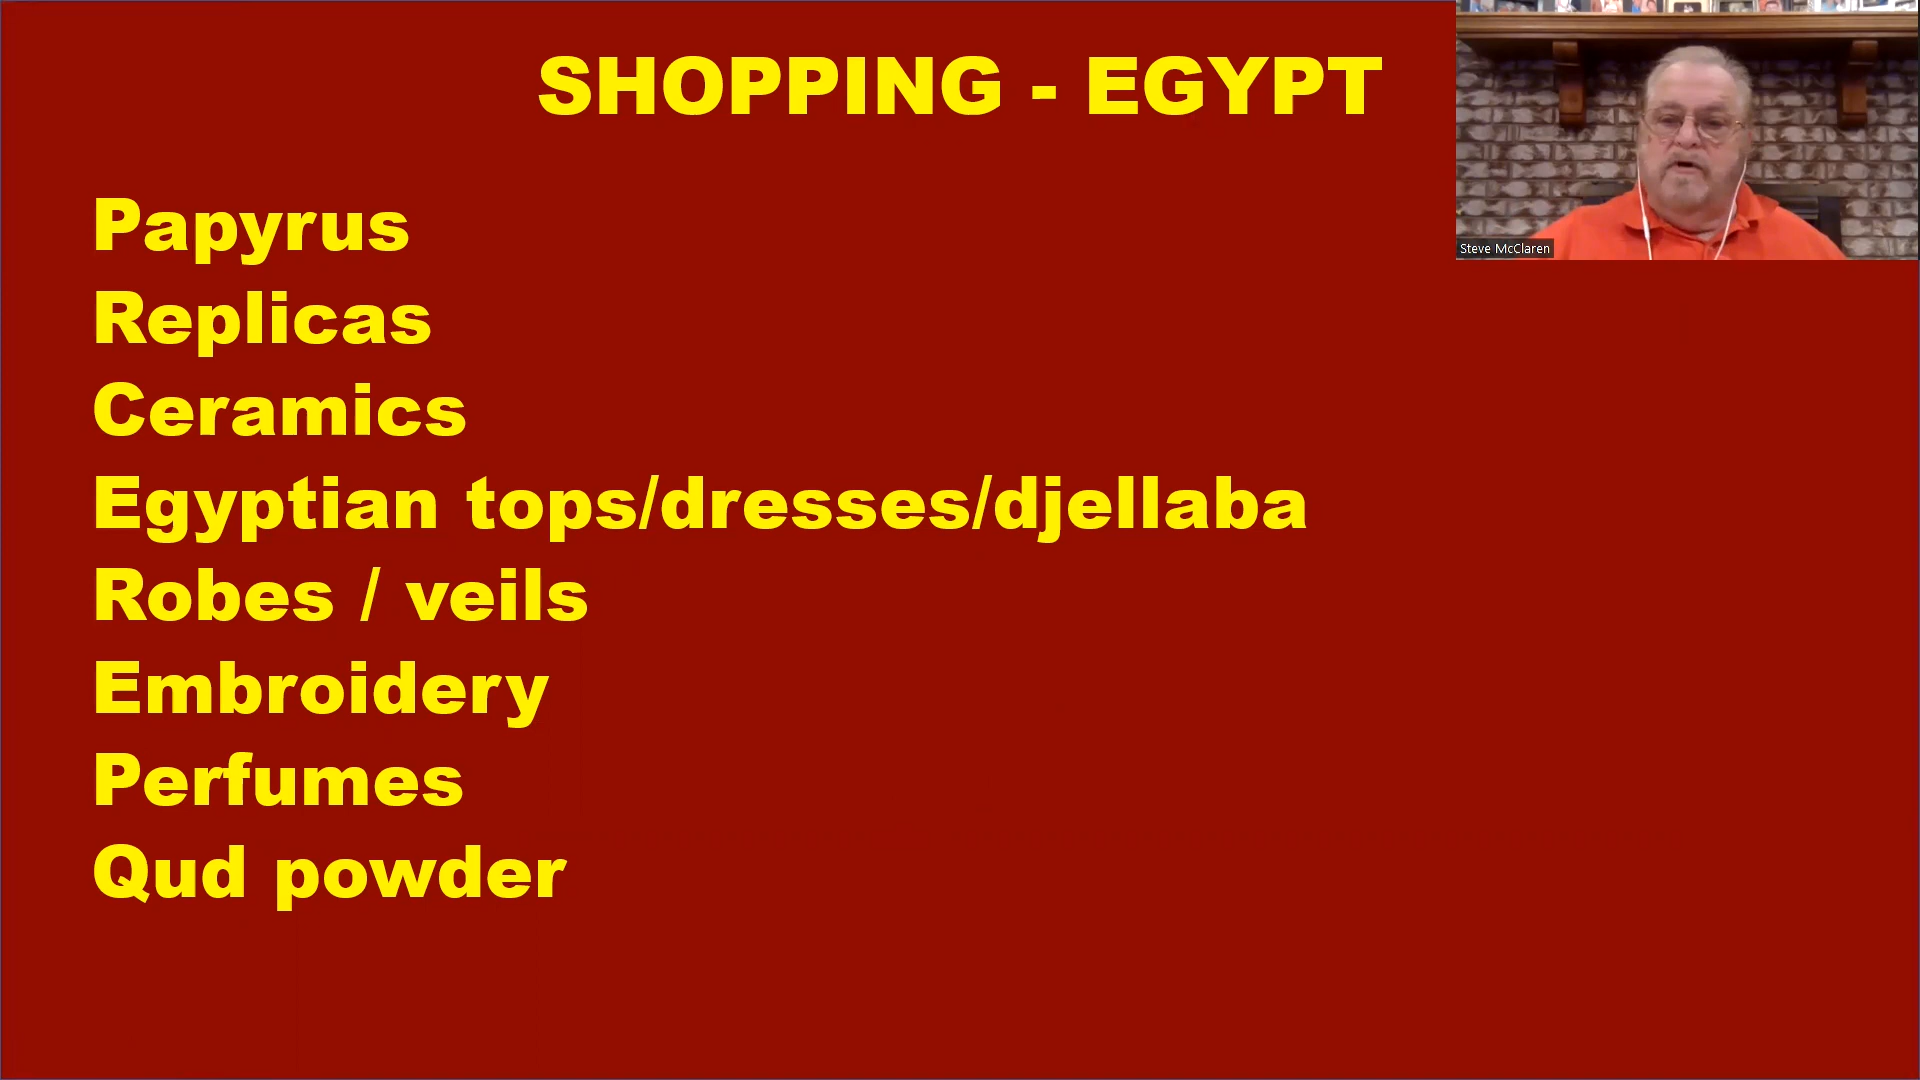 SHOPPING - EGYPT
Steve McClaren
Papyrus
Replicas
Ceramics
Egyptian tops/dresses/djellaba
Robes / veils
Embroidery
Perfumes
Qud powder